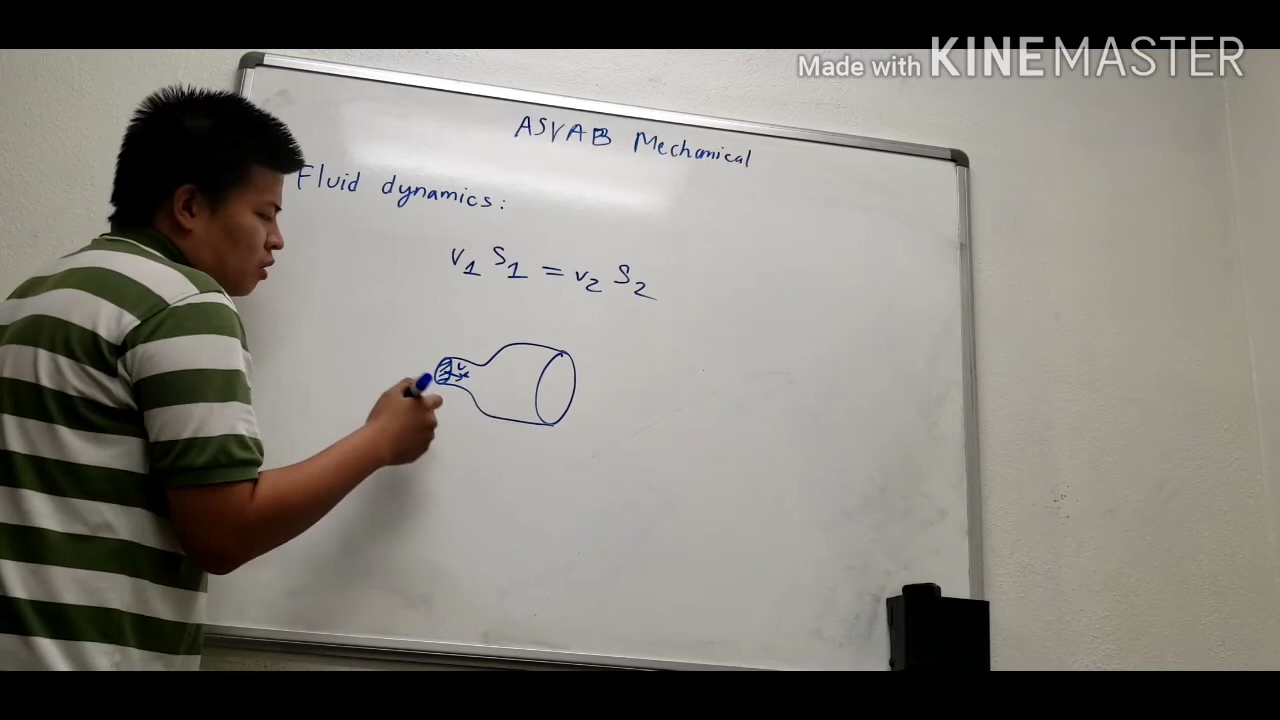 Made with KINEMASTER
ASVAB Mechanical
Fluid dynamics:
v₁ S₁ = v₂ S₂
v